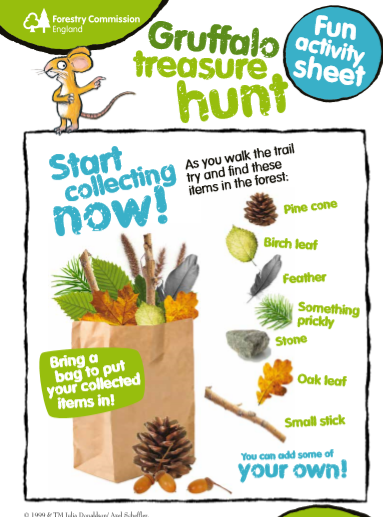 Forestry Commission
England
Gruffalo
treasure
hunt
Fun
activity
sheet
Start
collecting
now!
As you walk the trail
try and find these
items in the forest:
Pine cone
Birch leaf
Feather
Something
prickly
Stone
Oak leaf
Small stick
Bring a
bag to put
your collected
items in!
You can add some of
your own!
© 1999 & TM Julia Donaldson/ Axel Scheffler